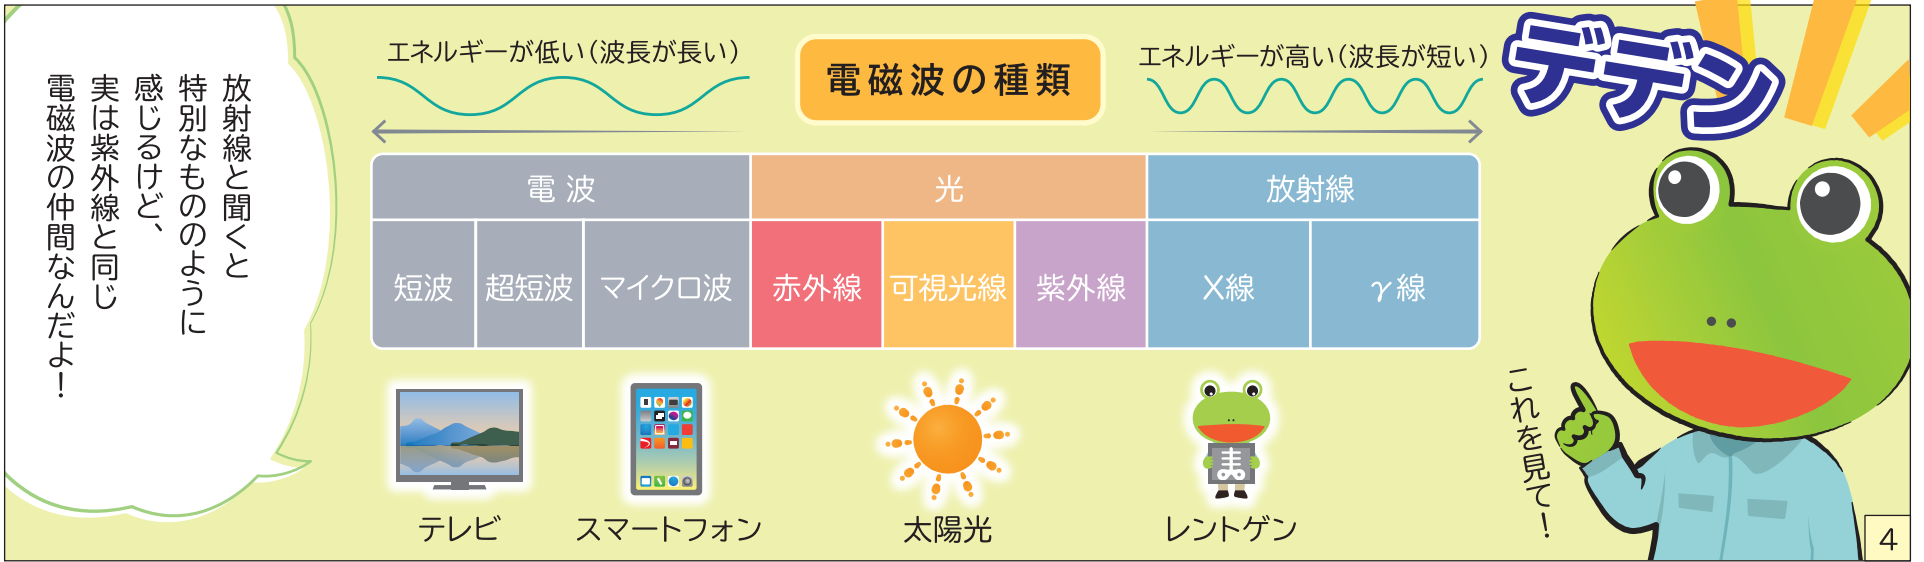 デデン
これを見て！
電磁波の種類
エネルギーが低い（波長が長い）
エネルギーが高い（波長が短い）
電波
光
放射線
短波
超短波
マイクロ波
赤外線
可視光線
紫外線
X線
γ線
テレビ
スマートフォン
太陽光
レントゲン
放射線と聞くと
特別なもののように
感じるけど、
実は紫外線と同じ
電磁波の仲間なんだよ！
4